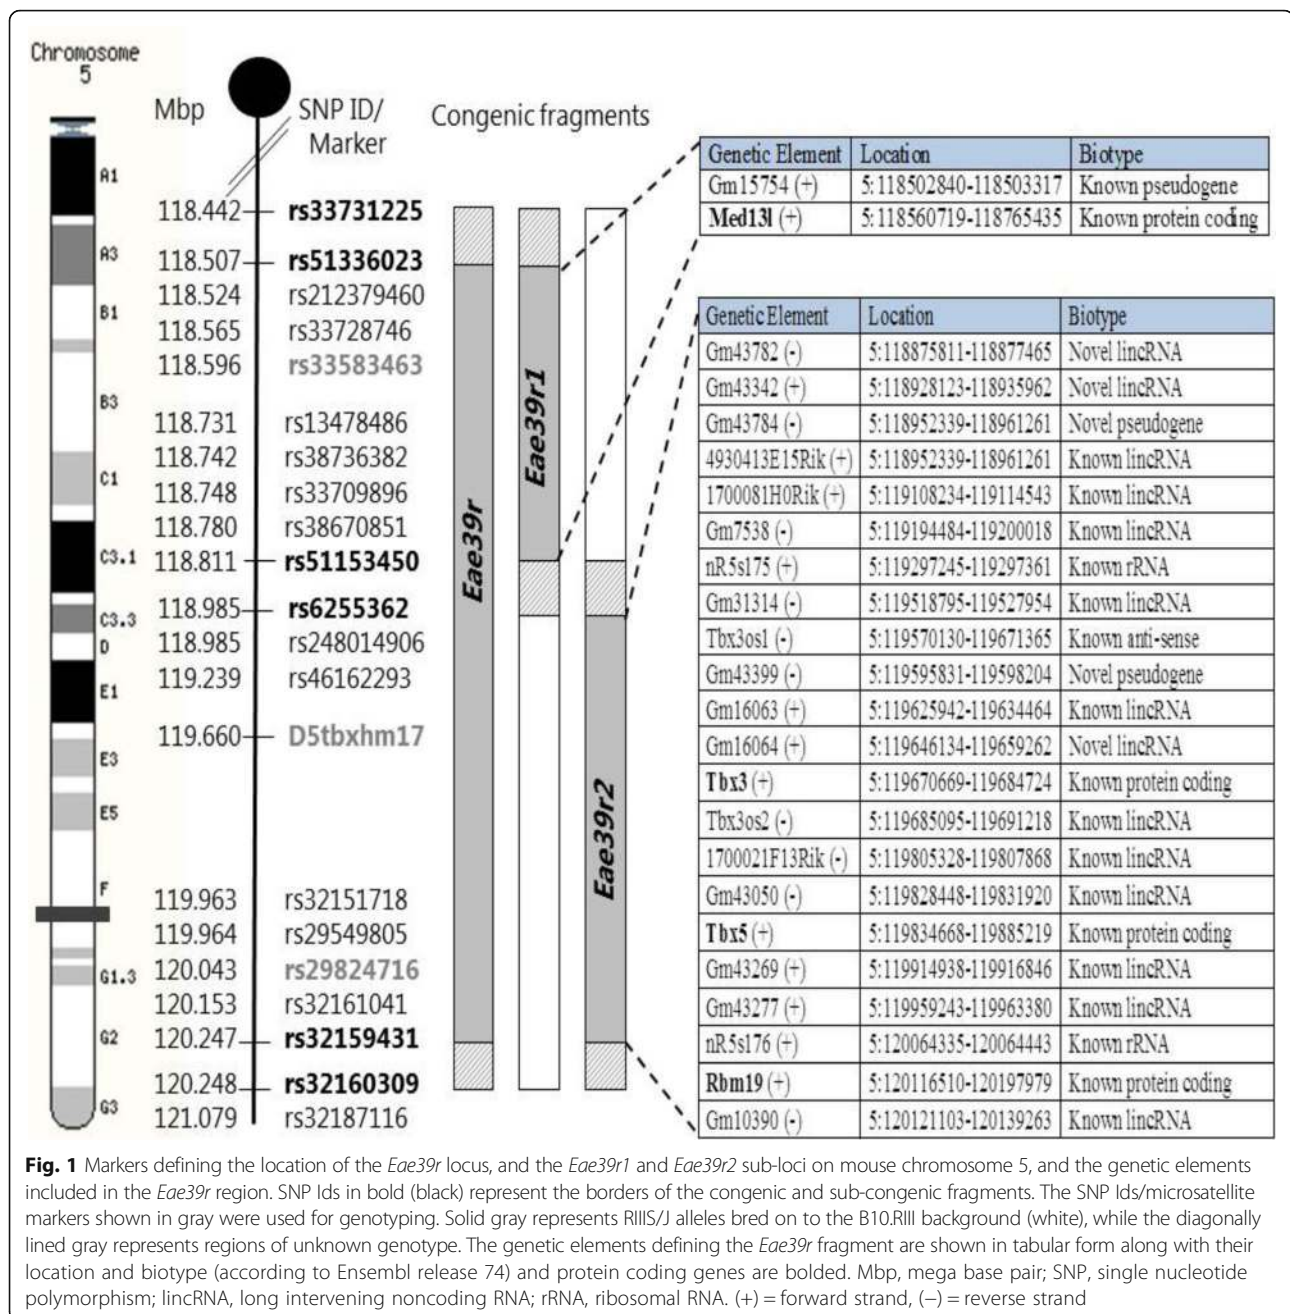 Chromosome
5
A1
A3
B1
B3
C1
C3.1
C3.3
D
E1
E3
E5
F
G1.3
G2
G3
Mbp
SNP ID/
Marker
Congenic fragments
118.442 rs33731225
118.507 rs51336023
118.524 rs212379460
118.565 rs33728746
118.596 rs33583463
118.731 rs13478486
118.742 rs38736382
118.748 rs33709896
118.780 rs38670851
118.811 rs51153450
118.985 rs6255362
118.985 rs248014906
119.239 rs46162293
119.660 D5tbxhm17
119.963 rs32151718
119.964 rs29549805
120.043 rs29824716
120.153 rs32161041
120.247 rs32159431
120.248 rs32160309
121.079 rs32187116
Eae39r
Eae39r1
Eae39r2
Genetic Element Location Biotype
Gm15754 (+) 5:118502840-118503317 Known pseudogene
Med13l (+) 5:118560719-118765435 Known protein coding
Genetic Element Location Biotype
Gm43782 (-) 5:118875811-118877465 Novel lincRNA
Gm43342 (+) 5:118928123-118935962 Novel lincRNA
Gm43784 (-) 5:118952339-118961261 Novel pseudogene
4930413E15Rik (+) 5:118952339-118961261 Known lincRNA
1700081H0Rik (+) 5:119108234-119114543 Known lincRNA
Gm7538 (-) 5:119194484-119200018 Known lincRNA
nR5s175 (+) 5:119297245-119297361 Known rRNA
Gm31314 (-) 5:119518795-119527954 Known lincRNA
Tbx3os1 (-) 5:119570130-119671365 Known anti-sense
Gm43399 (-) 5:119595831-119598204 Novel pseudogene
Gm16063 (+) 5:119625942-119634464 Known lincRNA
Gm16064 (+) 5:119646134-119659262 Novel lincRNA
Tbx3 (+) 5:119670669-119684724 Known protein coding
Tbx3os2 (-) 5:119685095-119691218 Known lincRNA
1700021F13Rik (-) 5:119805328-119807868 Known lincRNA
Gm43050 (-) 5:119828448-119831920 Known lincRNA
Tbx5 (+) 5:119834668-119885219 Known protein coding
Gm43269 (+) 5:119914938-119916846 Known lincRNA
Gm43277 (+) 5:119959243-119963380 Known lincRNA
nR5s176 (+) 5:120064335-120064443 Known rRNA
Rbm19 (+) 5:120116510-120197979 Known protein coding
Gm10390 (-) 5:120121103-120139263 Known lincRNA
Fig. 1 Markers defining the location of the Eae39r locus, and the Eae39r1 and Eae39r2 sub-loci on mouse chromosome 5, and the genetic elements
included in the Eae39r region. SNP Ids in bold (black) represent the borders of the congenic and sub-congenic fragments. The SNP Ids/microsatellite
markers shown in gray were used for genotyping. Solid gray represents RIIIS/J alleles bred on to the B10.RIII background (white), while the diagonally
lined gray represents regions of unknown genotype. The genetic elements defining the Eae39r fragment are shown in tabular form along with their
location and biotype (according to Ensembl release 74) and protein coding genes are bolded. Mbp, mega base pair; SNP, single nucleotide
polymorphism; lincRNA, long intervening noncoding RNA; rRNA, ribosomal RNA. (+) = forward strand, (−) = reverse strand